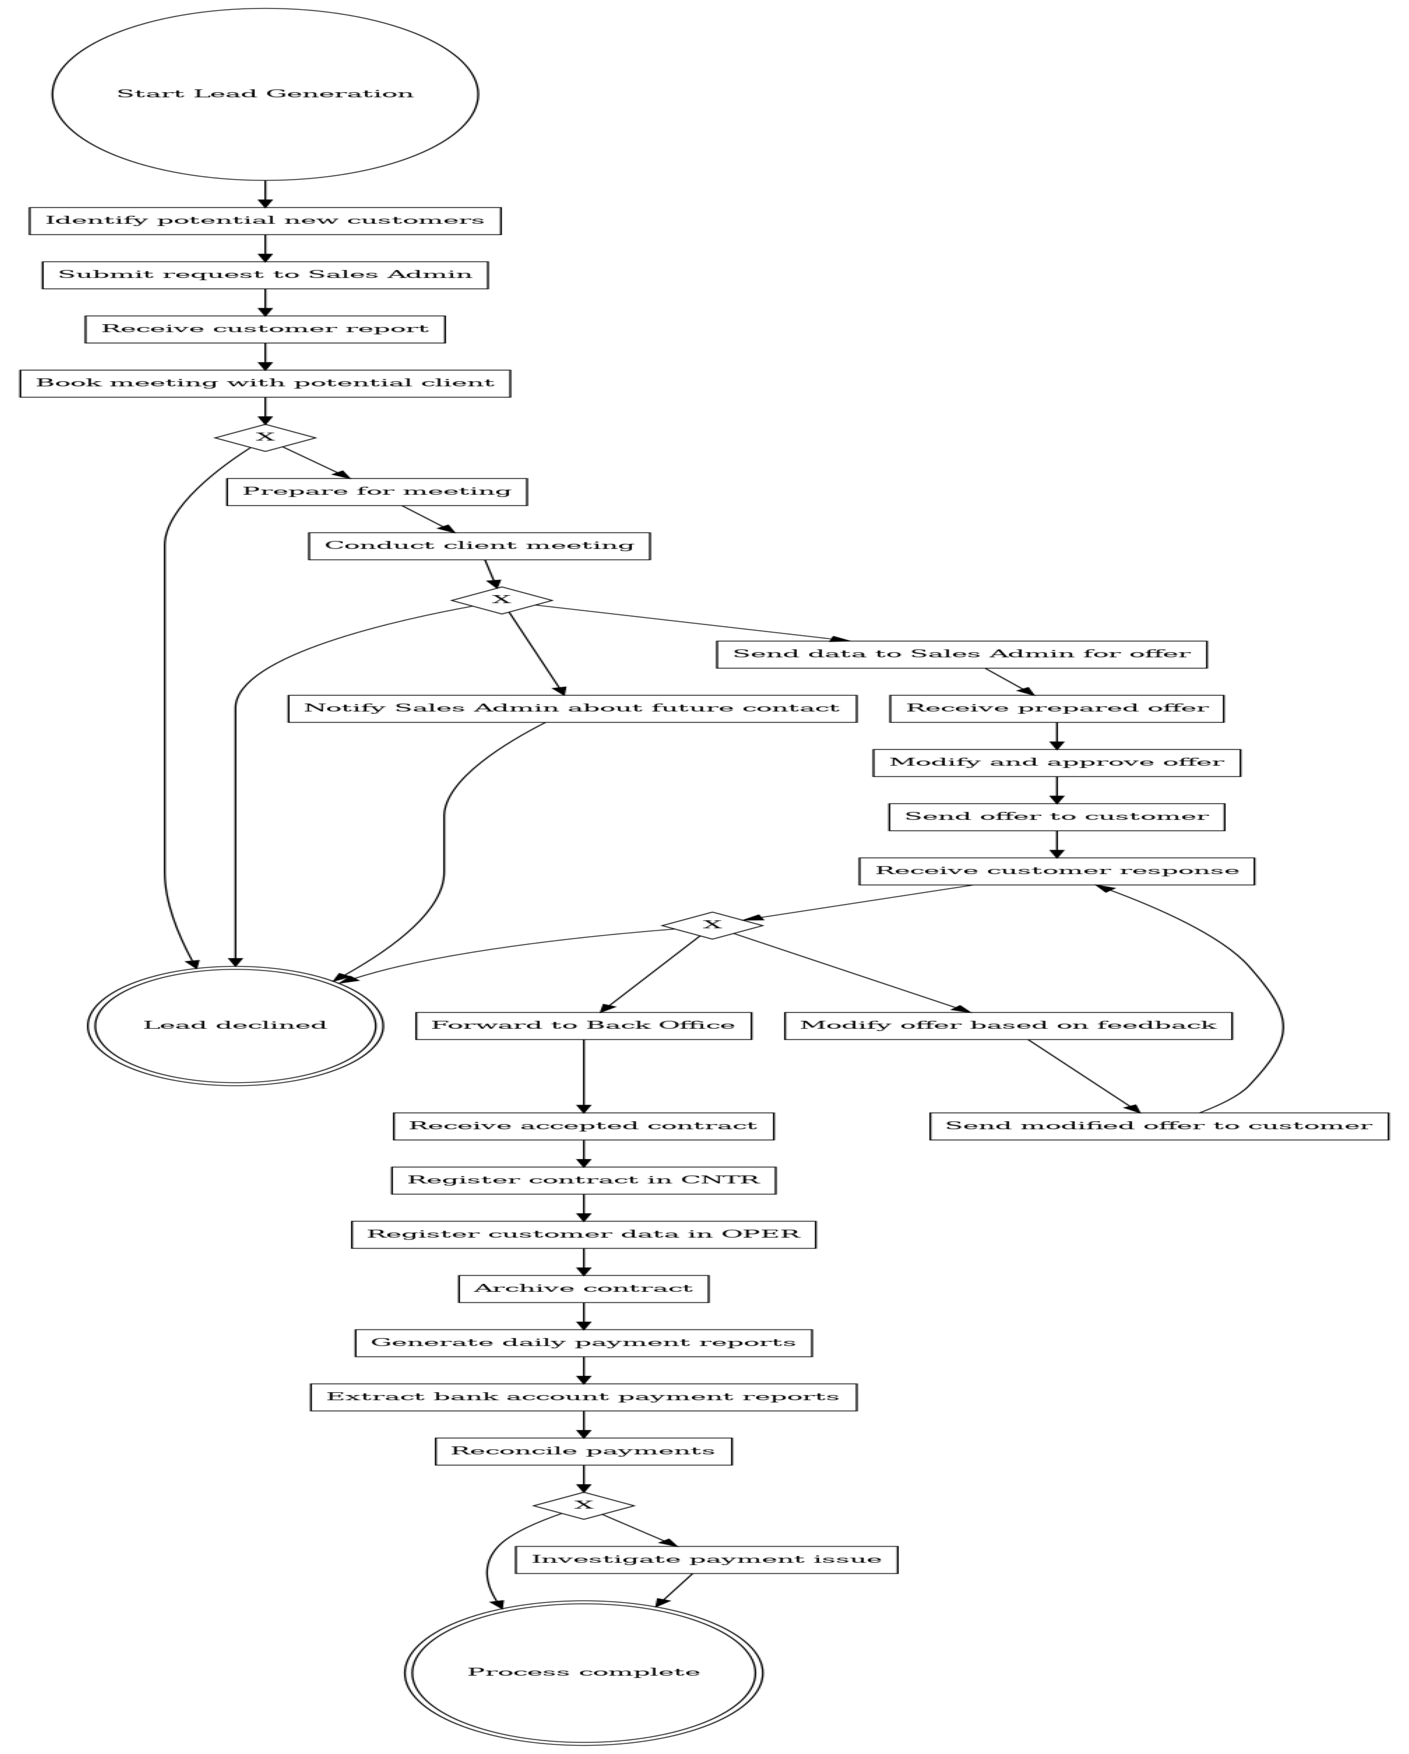 Start Lead Generation
Identify potential new customers
Submit request to Sales Admin
Receive customer report
Book meeting with potential client
X
Prepare for meeting
Conduct client meeting
X
Send data to Sales Admin for offer
Notify Sales Admin about future contact
Receive prepared offer
Modify and approve offer
Send offer to customer
Receive customer response
X
Lead declined
Forward to Back Office
Modify offer based on feedback
Receive accepted contract
Send modified offer to customer
Register contract in CNTR
Register customer data in OPER
Archive contract
Generate daily payment reports
Extract bank account payment reports
Reconcile payments
X
Investigate payment issue
Process complete